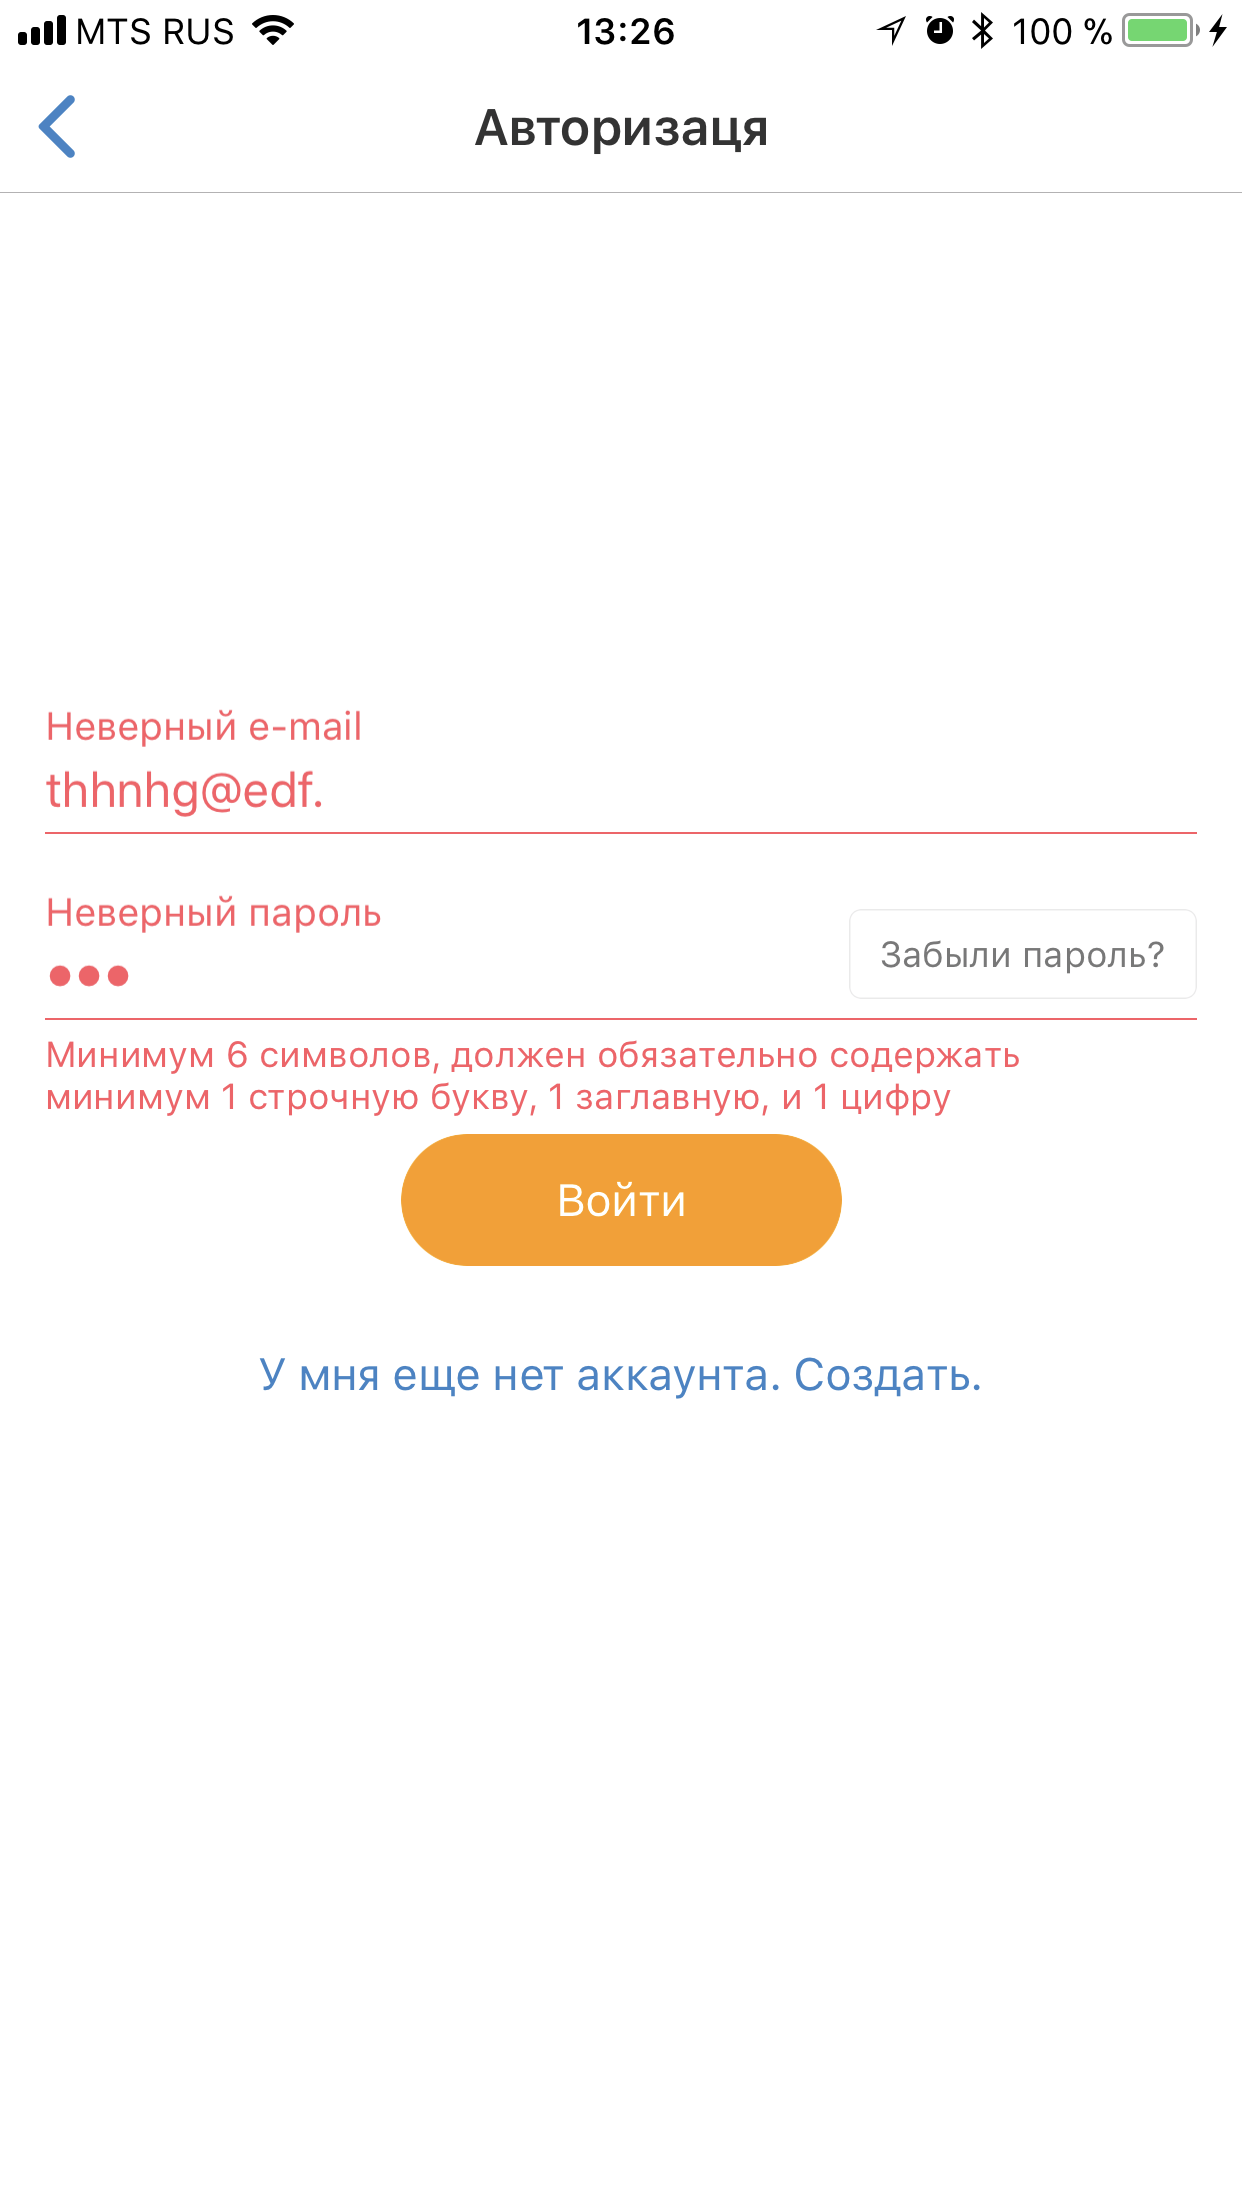 MTS RUS 13:26 100 %
Авторизаця
Неверный e-mail
thhnhg@edf.
Неверный пароль
Забыли пароль?
●●●
Минимум 6 символов, должен обязательно содержать
минимум 1 строчную букву, 1 заглавную, и 1 цифру
Войти
У мня еще нет аккаунта. Создать.